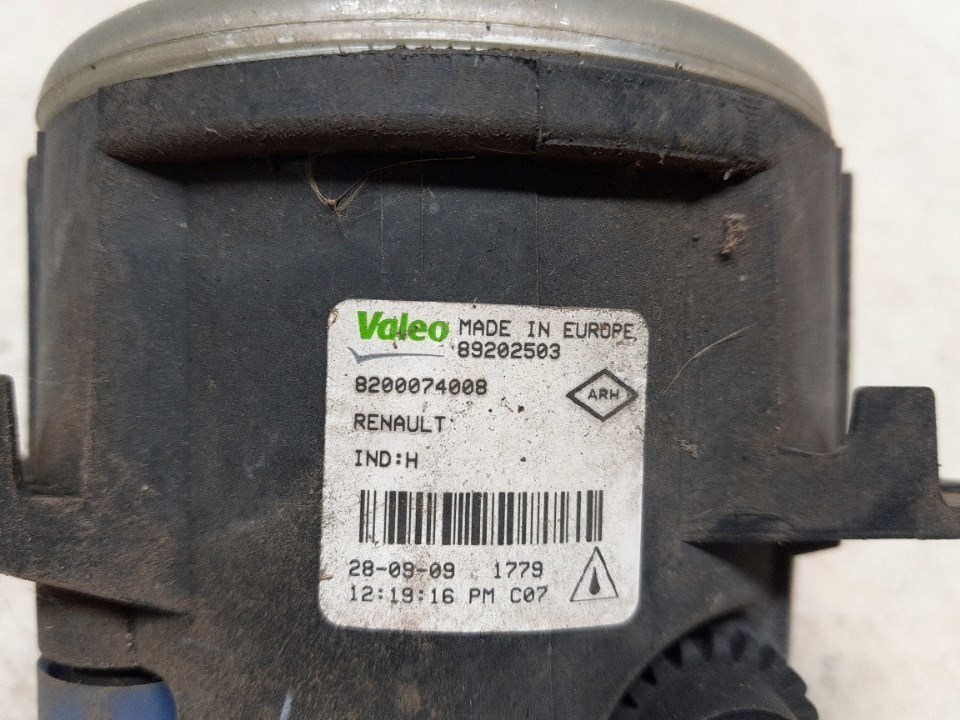 Valeo MADE IN EUROPE
89202503
8200074008
ARH
RENAULT
IND:H
28-09-09 1779
12:19:16 PM C07